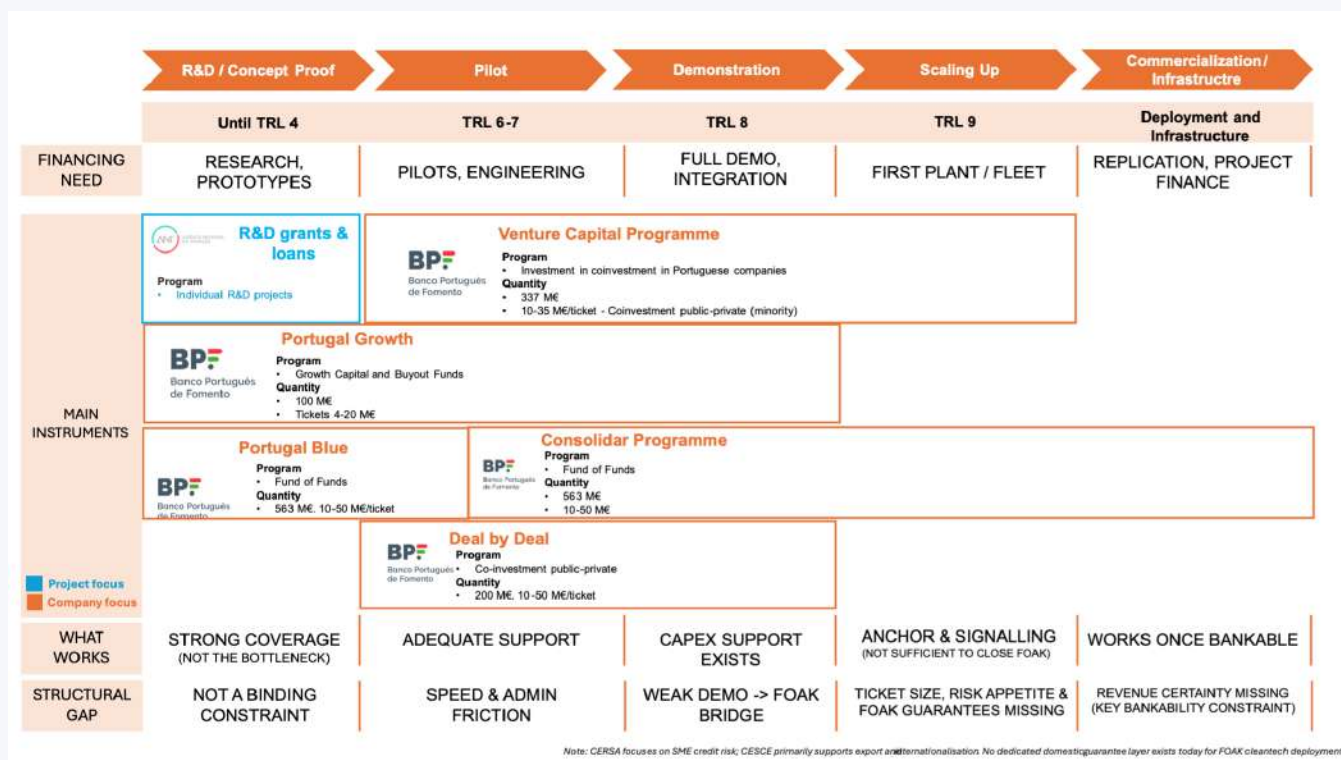 R&D / Concept Proof
Pilot
Demonstration
Scaling Up
Commercialization/
Infrastructre
Until TRL 4
TRL 6-7
TRL 8
TRL 9
Deployment and
Infrastructure
FINANCING
NEED
RESEARCH,
PROTOTYPES
PILOTS, ENGINEERING
FULL DEMO,
INTEGRATION
FIRST PLANT / FLEET
REPLICATION, PROJECT
FINANCE
MAIN
INSTRUMENTS
R&D grants &
loans
Program
• Individual R&D projects
BPF
Banco Português
de Fomento
Venture Capital Programme
Program
• Investment in coinvestment in Portuguese companies
Quantity
• 337 M€
• 10-35 M€/ticket - Coinvestment public-private (minority)
BPF
Banco Português
de Fomento
Portugal Growth
Program
• Growth Capital and Buyout Funds
Quantity
• 100 M€
• Tickets 4-20 M€
BPF
Banco Português
de Fomento
Portugal Blue
Program
• Fund of Funds
Quantity
• 563 M€. 10-50 M€/ticket
BPF
Banco Português
de Fomento
Consolidar Programme
Program
• Fund of Funds
Quantity
• 563 M€
• 10-50 M€
BPF
Banco Português
de Fomento
Deal by Deal
Program
• Co-investment public-private
Quantity
• 200 M€. 10-50 M€/ticket
Project focus
Company focus
WHAT
WORKS
STRONG COVERAGE
(NOT THE BOTTLENECK)
ADEQUATE SUPPORT
CAPEX SUPPORT
EXISTS
ANCHOR & SIGNALLING
(NOT SUFFICIENT TO CLOSE FOAK)
WORKS ONCE BANKABLE
STRUCTURAL
GAP
NOT A BINDING
CONSTRAINT
SPEED & ADMIN
FRICTION
WEAK DEMO -> FOAK
BRIDGE
TICKET SIZE, RISK APPETITE &
FOAK GUARANTEES MISSING
REVENUE CERTAINTY MISSING
(KEY BANKABILITY CONSTRAINT)
Note: CERSA focuses on SME credit risk; CESCE primarily supports export and internationalisation. No dedicated domestic guarantee layer exists today for FOAK cleantech deployment